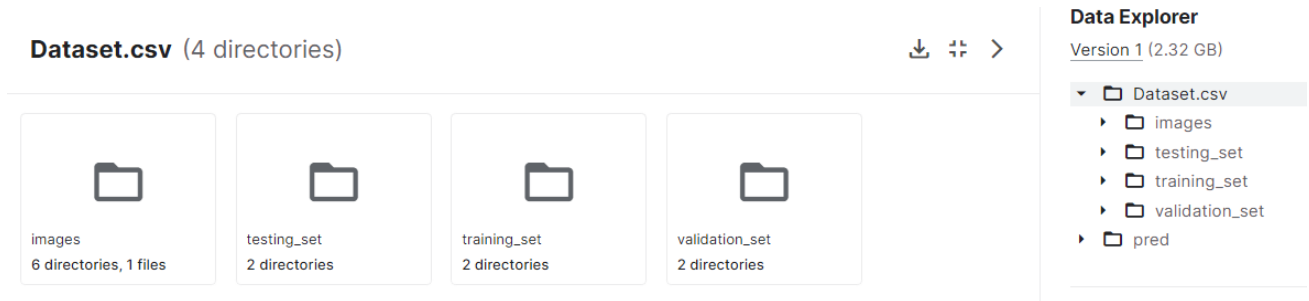 Dataset.csv (4 directories)
images
6 directories, 1 files
testing_set
2 directories
training_set
2 directories
validation_set
2 directories
Data Explorer
Version 1 (2.32 GB)
Dataset.csv
images
testing_set
training_set
validation_set
pred